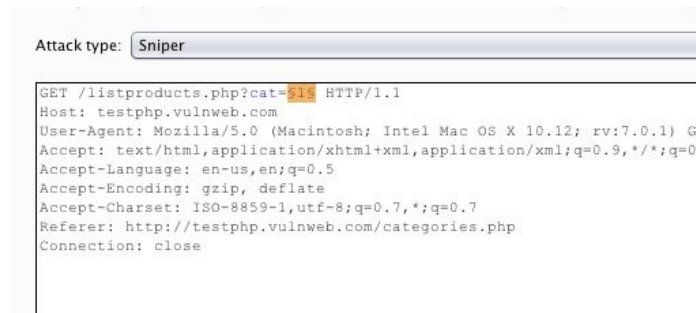 Attack type: Sniper
GET /listproducts.php?cat=§1§ HTTP/1.1
Host: testphp.vulnweb.com
User-Agent: Mozilla/5.0 (Macintosh; Intel Mac OS X 10.12; rv:7.0.1) G
Accept: text/html,application/xhtml+xml,application/xml;q=0.9,*/*;q=0
Accept-Language: en-us,en;q=0.5
Accept-Encoding: gzip, deflate
Accept-Charset: ISO-8859-1,utf-8;q=0.7,*;q=0.7
Referer: http://testphp.vulnweb.com/categories.php
Connection: close